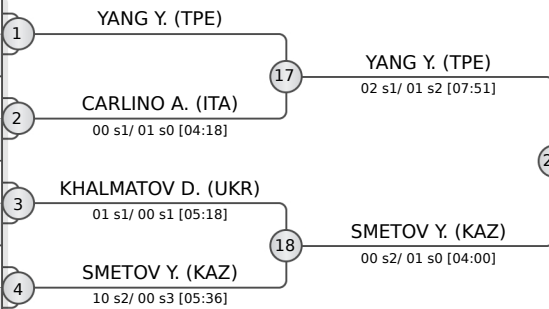 1
YANG Y. (TPE)
17
YANG Y. (TPE)
02 s1/ 01 s2 [07:51]
2
CARLINO A. (ITA)
00 s1/ 01 s0 [04:18]
3
KHALMATOV D. (UKR)
01 s1/ 00 s1 [05:18]
18
SMETOV Y. (KAZ)
00 s2/ 01 s0 [04:00]
4
SMETOV Y. (KAZ)
10 s2/ 00 s3 [05:36]